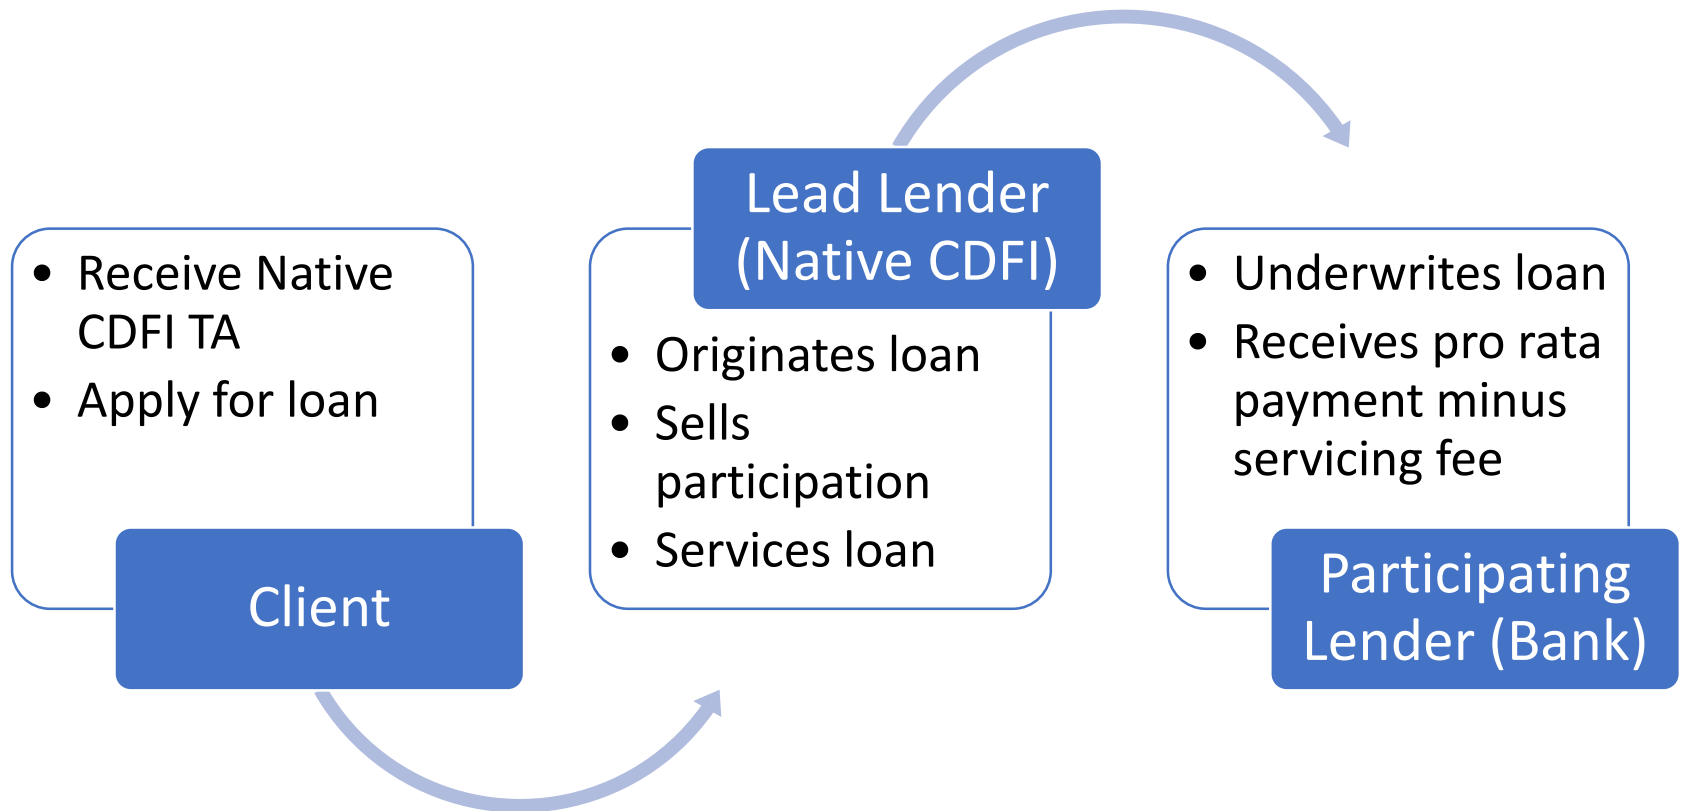 • Receive Native
CDFI TA
• Apply for loan
Client
Lead Lender
(Native CDFI)
• Originates loan
• Sells
participation
• Services loan
• Underwrites loan
• Receives pro rata
payment minus
servicing fee
Participating
Lender (Bank)